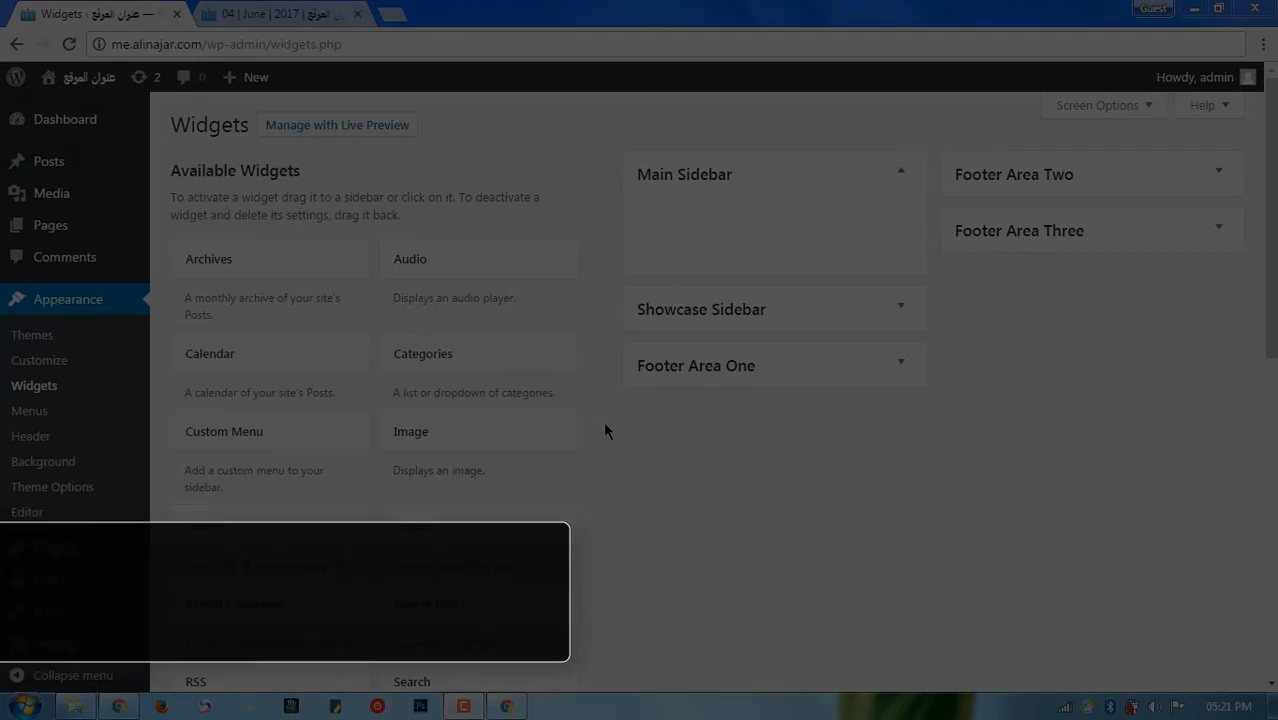 Widgets ‹ عنوان الموقع —
04 | June | 2017 | عنوان الموقع
Guest
me.alinajar.com/wp-admin/widgets.php
عنوان الموقع
2
0
New
Howdy, admin
Screen Options
Help
Dashboard
Posts
Media
Pages
Comments
Appearance
Themes
Customize
Widgets
Menus
Header
Background
Theme Options
Editor
Collapse menu
Widgets
Manage with Live Preview
Available Widgets
To activate a widget drag it to a sidebar or click on it. To deactivate a
widget and delete its settings, drag it back.
Archives
Audio
A monthly archive of your site's
Posts.
Displays an audio player.
Calendar
Categories
A calendar of your site's Posts.
A list or dropdown of categories.
Custom Menu
Image
Add a custom menu to your
sidebar.
Displays an image.
RSS
Search
Main Sidebar
Showcase Sidebar
Footer Area One
Footer Area Two
Footer Area Three
05:21 PM